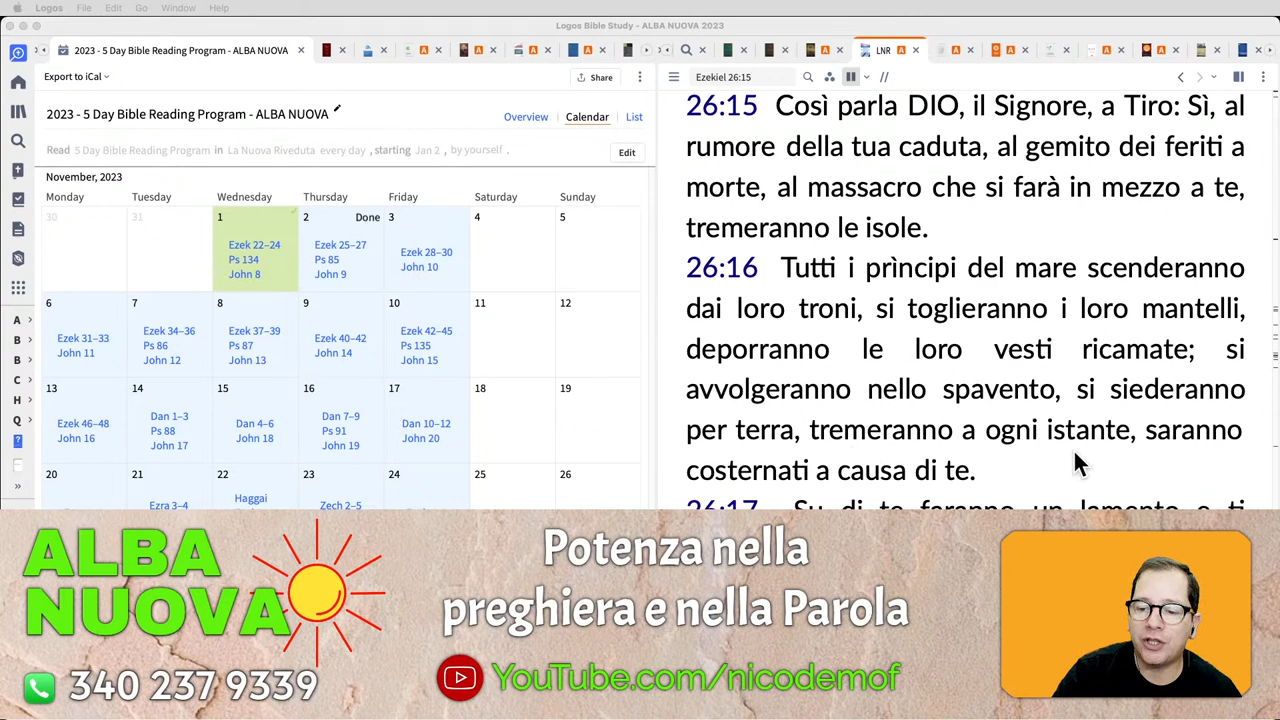 Logos File Edit Go Window Help
Logos Bible Study - ALBA NUOVA 2023
2023 - 5 Day Bible Reading Program - ALBA NUOVA
LNR
Export to iCal
Share
Ezekiel 26:15
2023 - 5 Day Bible Reading Program - ALBA NUOVA
Overview Calendar List
Read 5 Day Bible Reading Program in La Nuova Riveduta every day , starting Jan 2 , by yourself .
Edit
November, 2023
Monday Tuesday Wednesday Thursday Friday Saturday Sunday
30 31 1 2 Done 3 4 5
Ezek 22–24
Ps 134
John 8
Ezek 25–27
Ps 85
John 9
Ezek 28–30
John 10
6 7 8 9 10 11 12
Ezek 31–33
John 11
Ezek 34–36
Ps 86
John 12
Ezek 37–39
Ps 87
John 13
Ezek 40–42
John 14
Ezek 42–45
Ps 135
John 15
13 14 15 16 17 18 19
Ezek 46–48
John 16
Dan 1–3
Ps 88
John 17
Dan 4–6
John 18
Dan 7–9
Ps 91
John 19
Dan 10–12
John 20
20 21 22 23 24 25 26
Ezra 3–4
Haggai
Zech 2–5
A
B
B
C
H
Q
26:15 Così parla DIO, il Signore, a Tiro: Sì, al
rumore della tua caduta, al gemito dei feriti a
morte, al massacro che si farà in mezzo a te,
tremeranno le isole.
26:16 Tutti i prìncipi del mare scenderanno
dai loro troni, si toglieranno i loro mantelli,
deporranno le loro vesti ricamate; si
avvolgeranno nello spavento, si siederanno
per terra, tremeranno a ogni istante, saranno
costernati a causa di te.
26:17 Su di te faranno un lamento e ti
ALBA
NUOVA
340 237 9339
Potenza nella
preghiera e nella Parola
YouTube.com/nicodemof